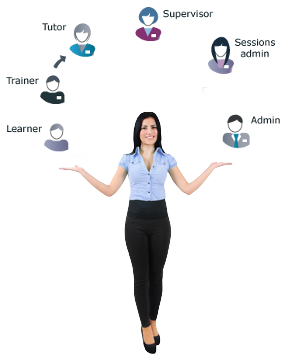 Supervisor
Tutor
Sessions
admin
Trainer
Admin
Learner